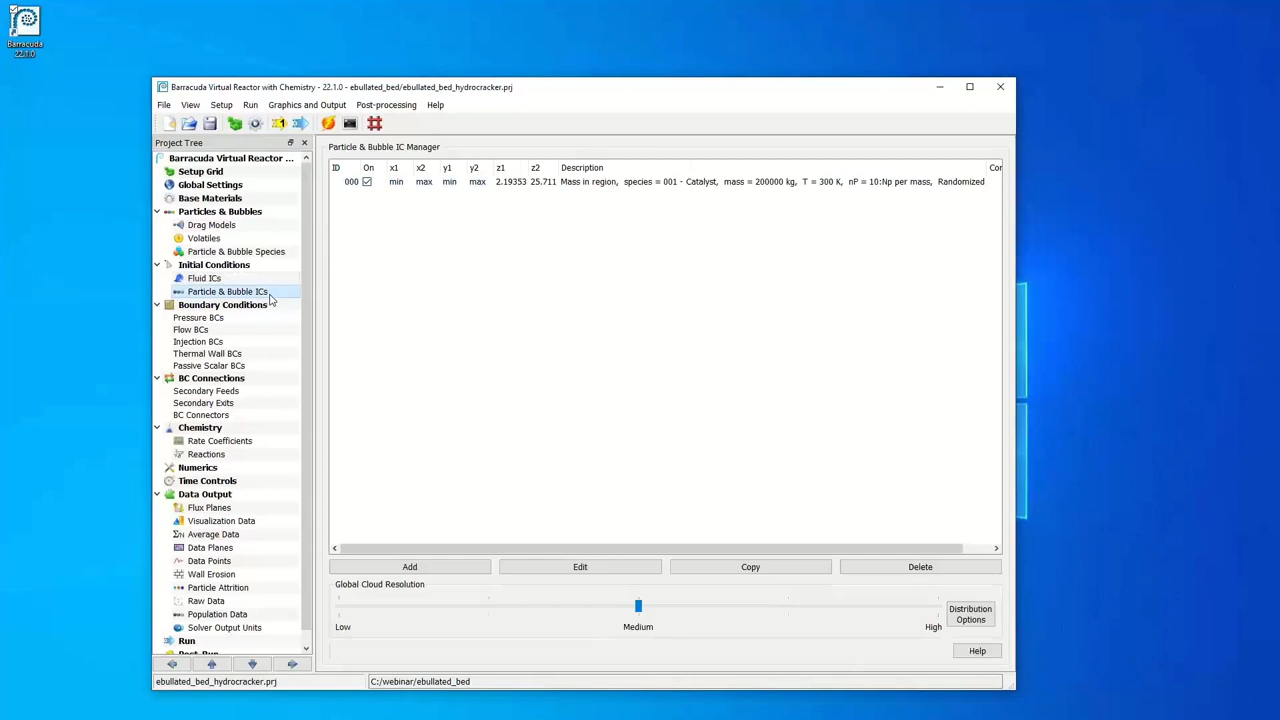 Barracuda
22.1.0
Barracuda Virtual Reactor with Chemistry - 22.1.0 - ebullated_bed/ebullated_bed_hydrocracker.prj
File View Setup Run Graphics and Output Post-processing Help
Project Tree
Barracuda Virtual Reactor ...
Setup Grid
Global Settings
Base Materials
Particles & Bubbles
Drag Models
Volatiles
Particle & Bubble Species
Initial Conditions
Fluid ICs
Particle & Bubble ICs
Boundary Conditions
Pressure BCs
Flow BCs
Injection BCs
Thermal Wall BCs
Passive Scalar BCs
BC Connections
Secondary Feeds
Secondary Exits
BC Connectors
Chemistry
Rate Coefficients
Reactions
Numerics
Time Controls
Data Output
Flux Planes
Visualization Data
Average Data
Data Planes
Data Points
Wall Erosion
Particle Attrition
Raw Data
Population Data
Solver Output Units
Run
Post-Run
Particle & Bubble IC Manager
ID On x1 x2 y1 y2 z1 z2 Description Cor
000 min max min max 2.19353 25.711 Mass in region, species = 001 - Catalyst, mass = 200000 kg, T = 300 K, nP = 10:Np per mass, Randomized
Add Edit Copy Delete
Global Cloud Resolution
Low Medium High
Distribution
Options
Help
ebullated_bed_hydrocracker.prj C:/webinar/ebullated_bed